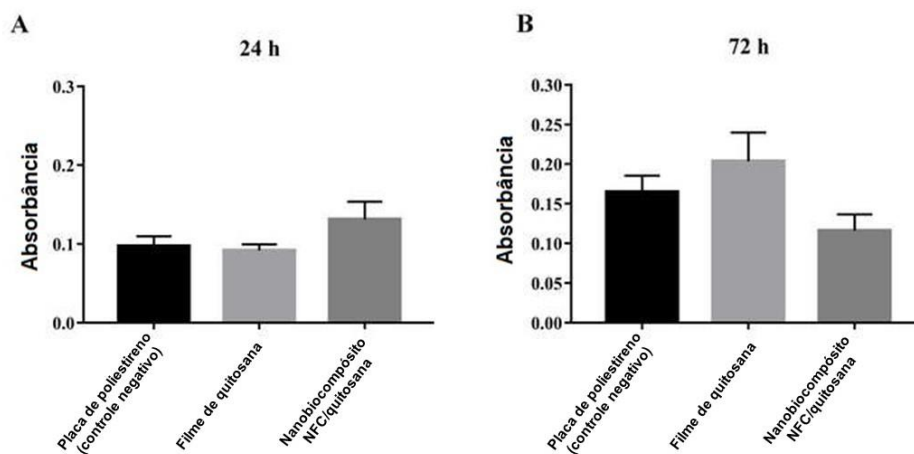 A
24 h
Absorbância
0.3
0.2
0.1
0.0
Placa de poliestireno
(controle negativo)
Filme de quitosana
Nanobiocompósito
NFC/quitosana
B
72 h
Absorbância
0.30
0.25
0.20
0.15
0.10
0.05
0.00
Placa de poliestireno
(controle negativo)
Filme de quitosana
Nanobiocompósito
NFC/quitosana